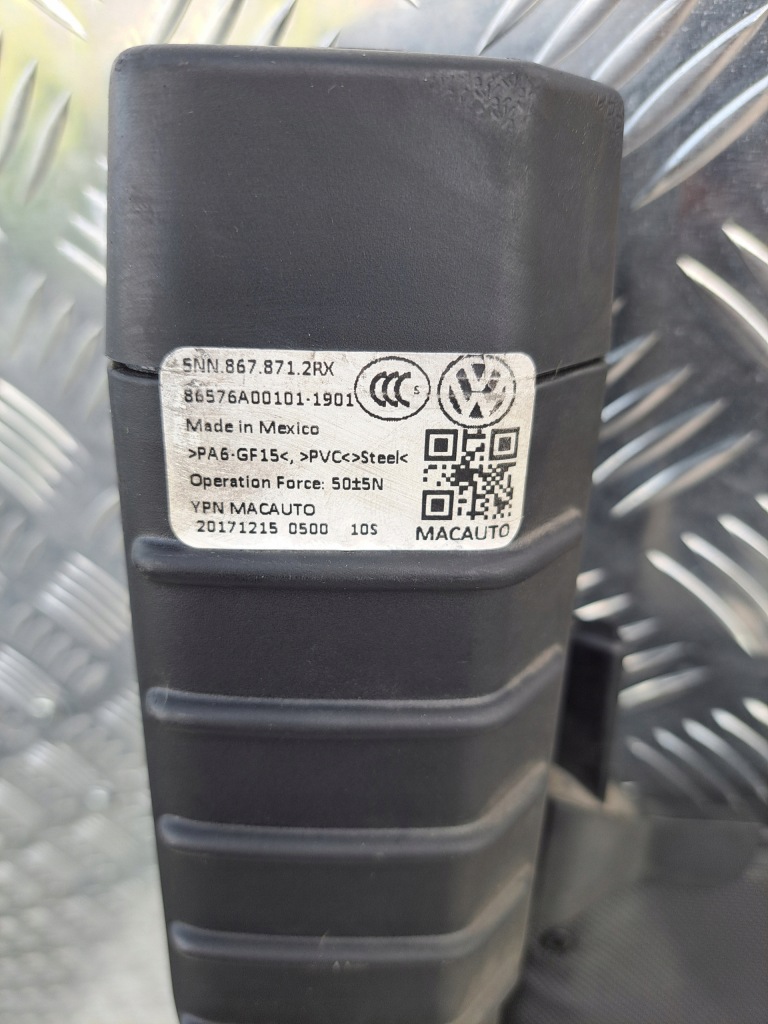 5NN.867.871.2RX
CCC S
86576A00101-1901
Made in Mexico
>PA6-GF15<, >PVC<>Steel<
Operation Force: 50±5N
YPN MACAUTO
20171215 0500 10S
MACAUTO